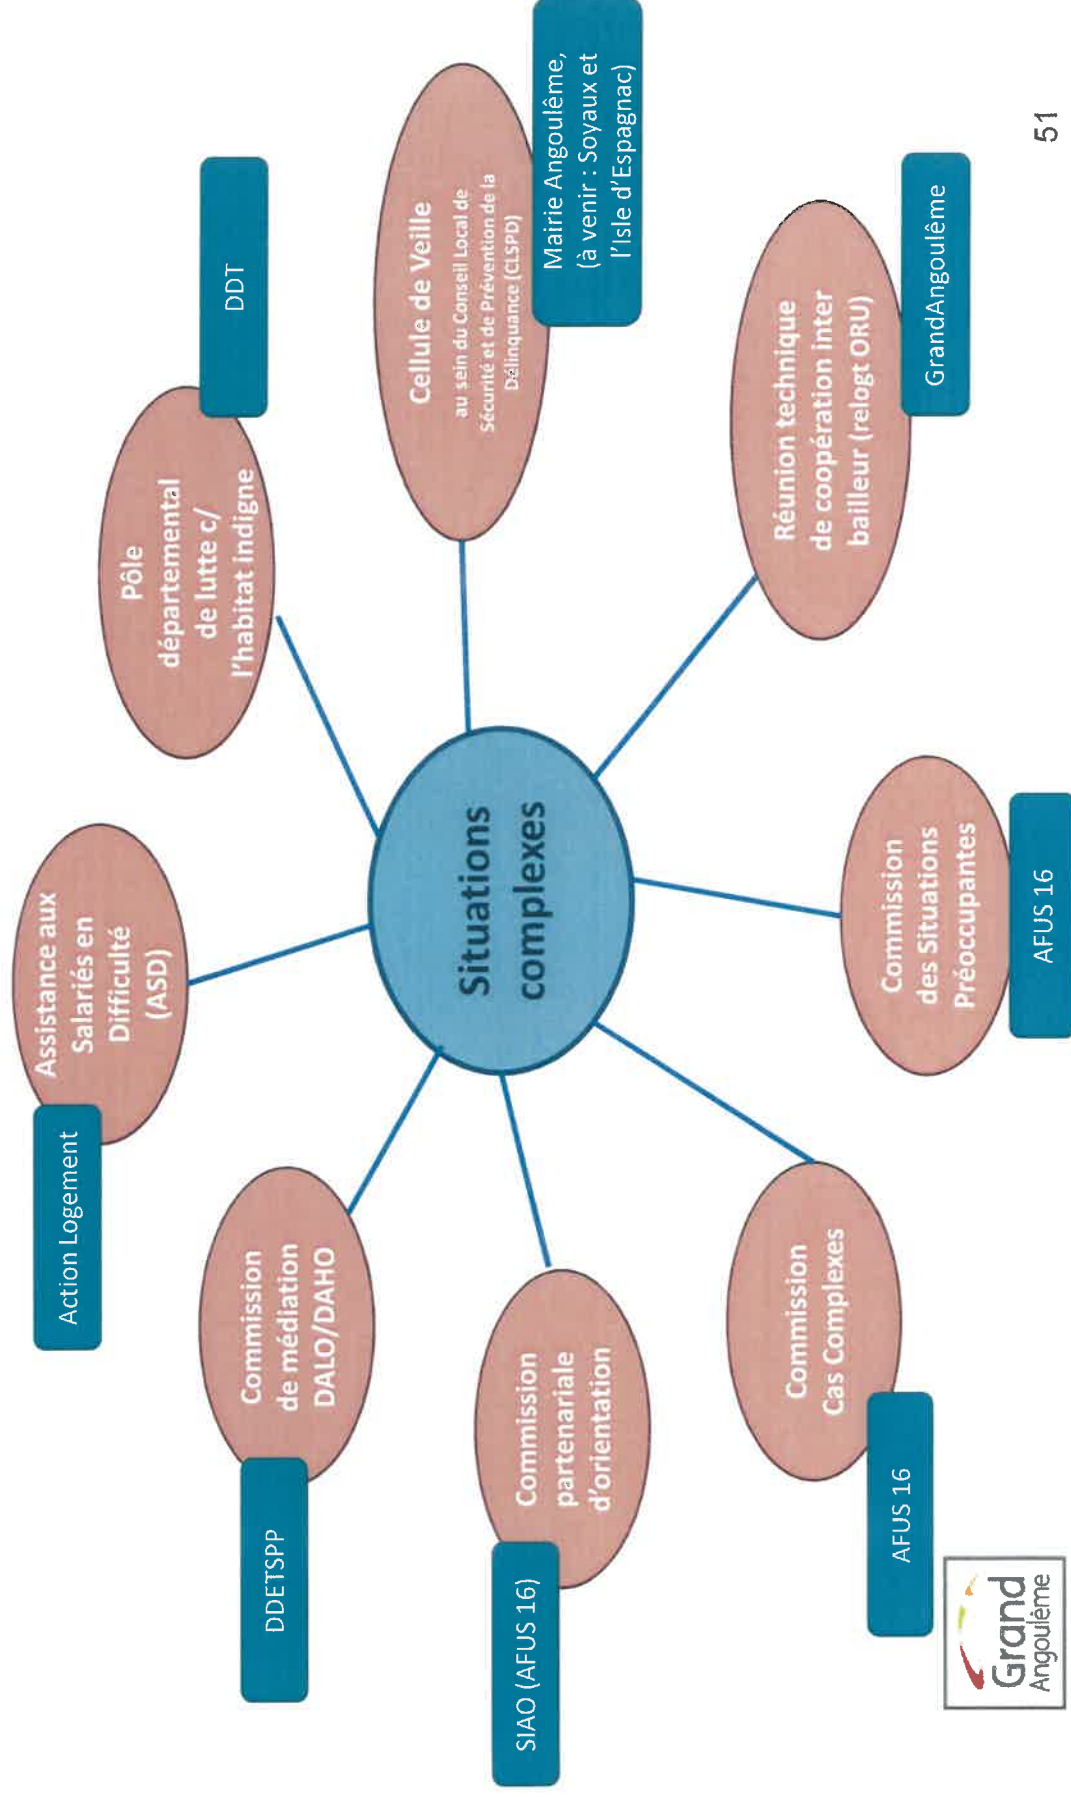 Situations
complexes
Assistance aux
Salariés en
Difficulté
(ASD)
Action Logement
Pôle
départemental
de lutte c/
l'habitat indigne
DDT
Cellule de Veille
au sein du Conseil Local de
Sécurité et de Prévention de la
Délinquance (CLSPD)
Mairie Angoulême,
(à venir : Soyaux et
l'Isle d'Espagnac)
Réunion technique
de coopération inter
bailleur (relogt ORU)
GrandAngoulême
Commission
des Situations
Préoccupantes
AFUS 16
Commission
Cas Complexes
AFUS 16
Commission
partenariale
d'orientation
SIAO (AFUS 16)
Commission
de médiation
DALO/DAHO
DDETSPP
Grand
Angoulême
51